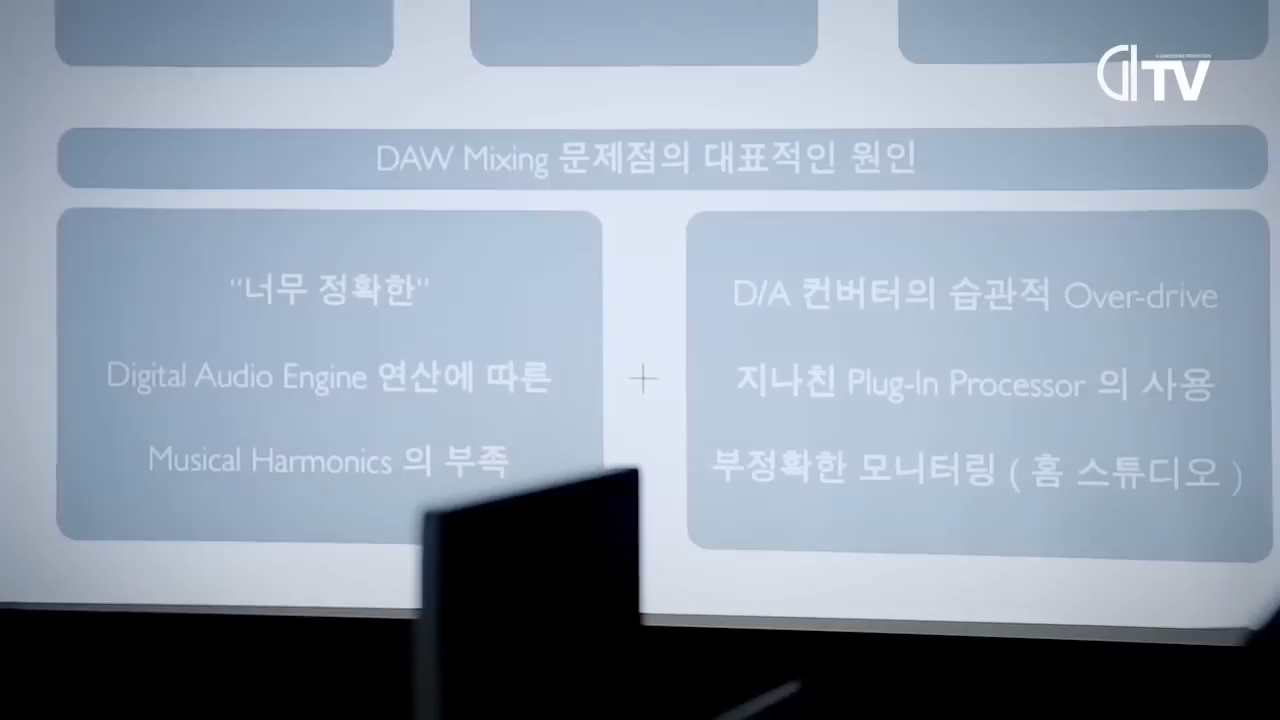 GTV
DAW Mixing 문제점의 대표적인 원인
"너무 정확한"
Digital Audio Engine 연산에 따른
Musical Harmonics 의 부족
+
D/A 컨버터의 습관적 Over-drive
지나친 Plug-In Processor 의 사용
부정확한 모니터링 ( 홈 스튜디오 )